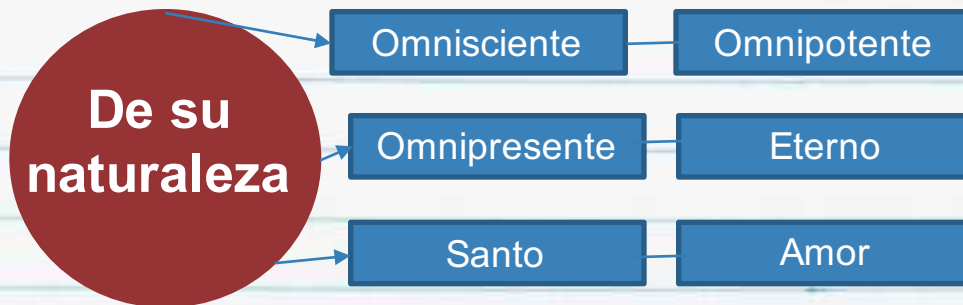 De su
naturaleza
Omnisciente
Omnipotente
Omnipresente
Eterno
Santo
Amor